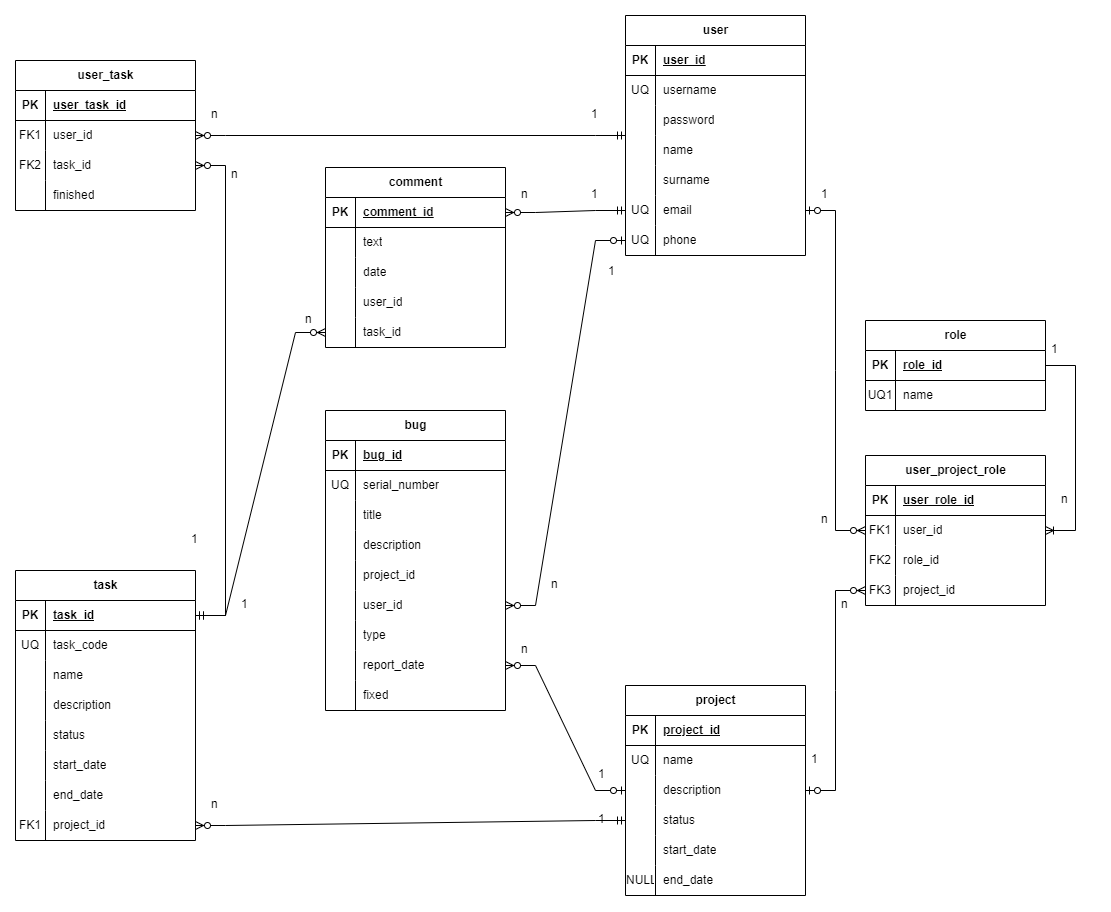 user
PK user_id
UQ username
password
name
surname
UQ email
UQ phone
user_task
PK user_task_id
FK1 user_id
FK2 task_id
finished
n
1
n
comment
PK comment_id
text
date
user_id
task_id
n
1
n
1
1
role
PK role_id
UQ1 name
1
bug
PK bug_id
UQ serial_number
title
description
project_id
user_id
type
report_date
fixed
n
n
user_project_role
PK user_role_id
FK1 user_id
FK2 role_id
FK3 project_id
n
n
n
1
1
task
PK task_id
UQ task_code
name
description
status
start_date
end_date
FK1 project_id
n
project
PK project_id
UQ name
description
status
start_date
NULL end_date
1
1
1